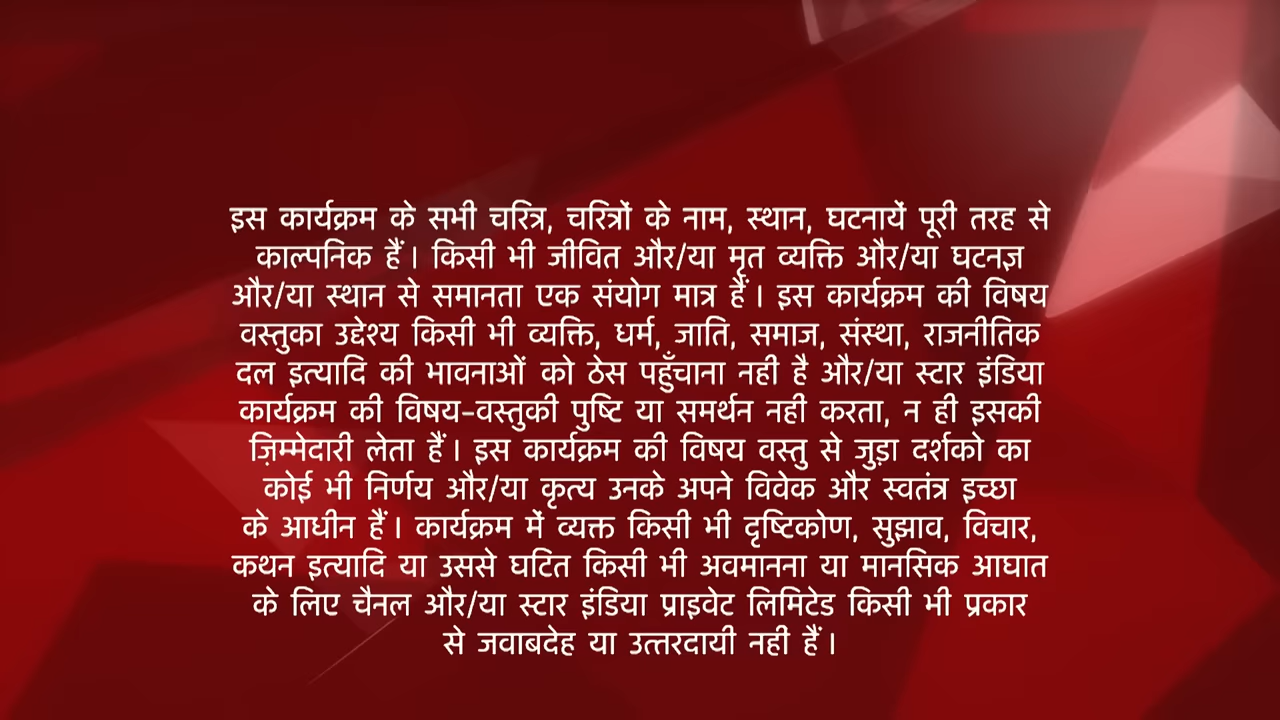 इस कार्यक्रम के सभी चरित्र, चरित्रों के नाम, स्थान, घटनायें पूरी तरह से
काल्पनिक हैं। किसी भी जीवित और/या मृत व्यक्ति और/या घटनज्ञ
और/या स्थान से समानता एक संयोग मात्र हैं। इस कार्यक्रम की विषय
वस्तुका उद्देश्य किसी भी व्यक्ति, धर्म, जाति, समाज, संस्था, राजनीतिक
दल इत्यादि की भावनाओं को ठेस पहुँचाना नही है और/या स्टार इंडिया
कार्यक्रम की विषय-वस्तुकी पुष्टि या समर्थन नही करता, न ही इसकी
ज़िम्मेदारी लेता हैं। इस कार्यक्रम की विषय वस्तु से जुड़ा दर्शको का
कोई भी निर्णय और/या कृत्य उनके अपने विवेक और स्वतंत्र इच्छा
के आधीन हैं। कार्यक्रम में व्यक्त किसी भी दृष्टिकोण, सुझाव, विचार,
कथन इत्यादि या उससे घटित किसी भी अवमानना या मानसिक आघात
के लिए चैनल और/या स्टार इंडिया प्राइवेट लिमिटेड किसी भी प्रकार
से जवाबदेह या उत्तरदायी नही हैं।